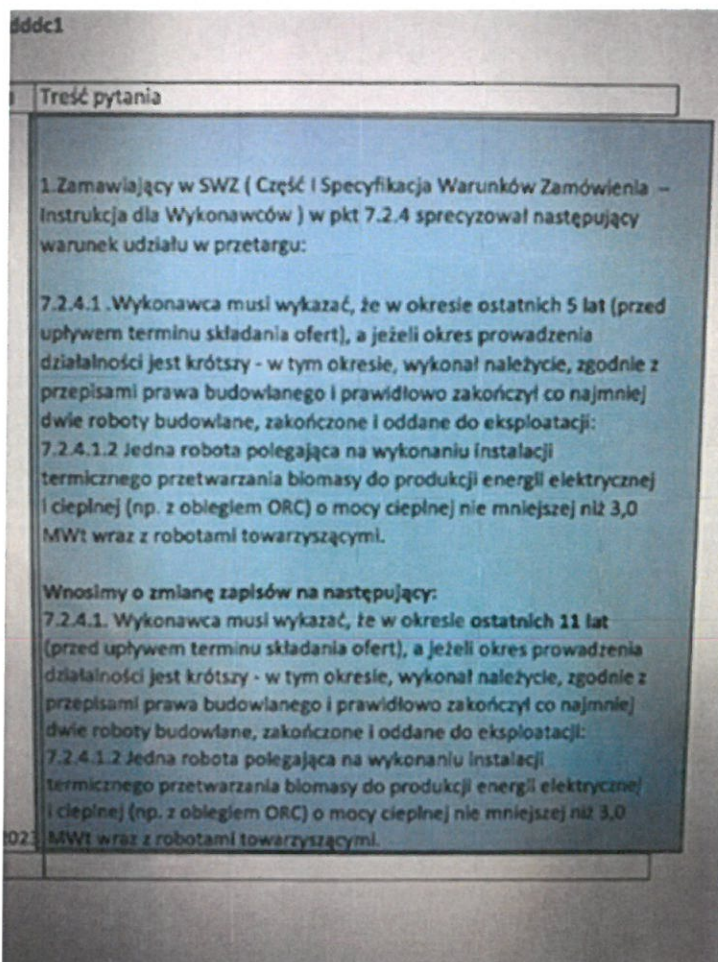 dddc1
Treść pytania
1.Zamawiający w SWZ ( Część I Specyfikacja Warunków Zamówienia –
Instrukcja dla Wykonawców ) w pkt 7.2.4 sprecyzował następujący
warunek udziału w przetargu:
7.2.4.1 .Wykonawca musi wykazać, że w okresie ostatnich 5 lat (przed
upływem terminu składania ofert), a jeżeli okres prowadzenia
działalności jest krótszy - w tym okresie, wykonał należycie, zgodnie z
przepisami prawa budowlanego i prawidłowo zakończył co najmniej
dwie roboty budowlane, zakończone i oddane do eksploatacji:
7.2.4.1.2 Jedna robota polegająca na wykonaniu instalacji
termicznego przetwarzania biomasy do produkcji energii elektrycznej
i cieplnej (np. z obiegiem ORC) o mocy cieplnej nie mniejszej niż 3,0
MWt wraz z robotami towarzyszącymi.
Wnosimy o zmianę zapisów na następujący:
7.2.4.1. Wykonawca musi wykazać, że w okresie ostatnich 11 lat
(przed upływem terminu składania ofert), a jeżeli okres prowadzenia
działalności jest krótszy - w tym okresie, wykonał należycie, zgodnie z
przepisami prawa budowlanego i prawidłowo zakończył co najmniej
dwie roboty budowlane, zakończone i oddane do eksploatacji:
7.2.4.1.2 Jedna robota polegająca na wykonaniu instalacji
termicznego przetwarzania biomasy do produkcji energii elektrycznej
i cieplnej (np. z obiegiem ORC) o mocy cieplnej nie mniejszej niż 3,0
2023 MWt wraz z robotami towarzyszącymi.